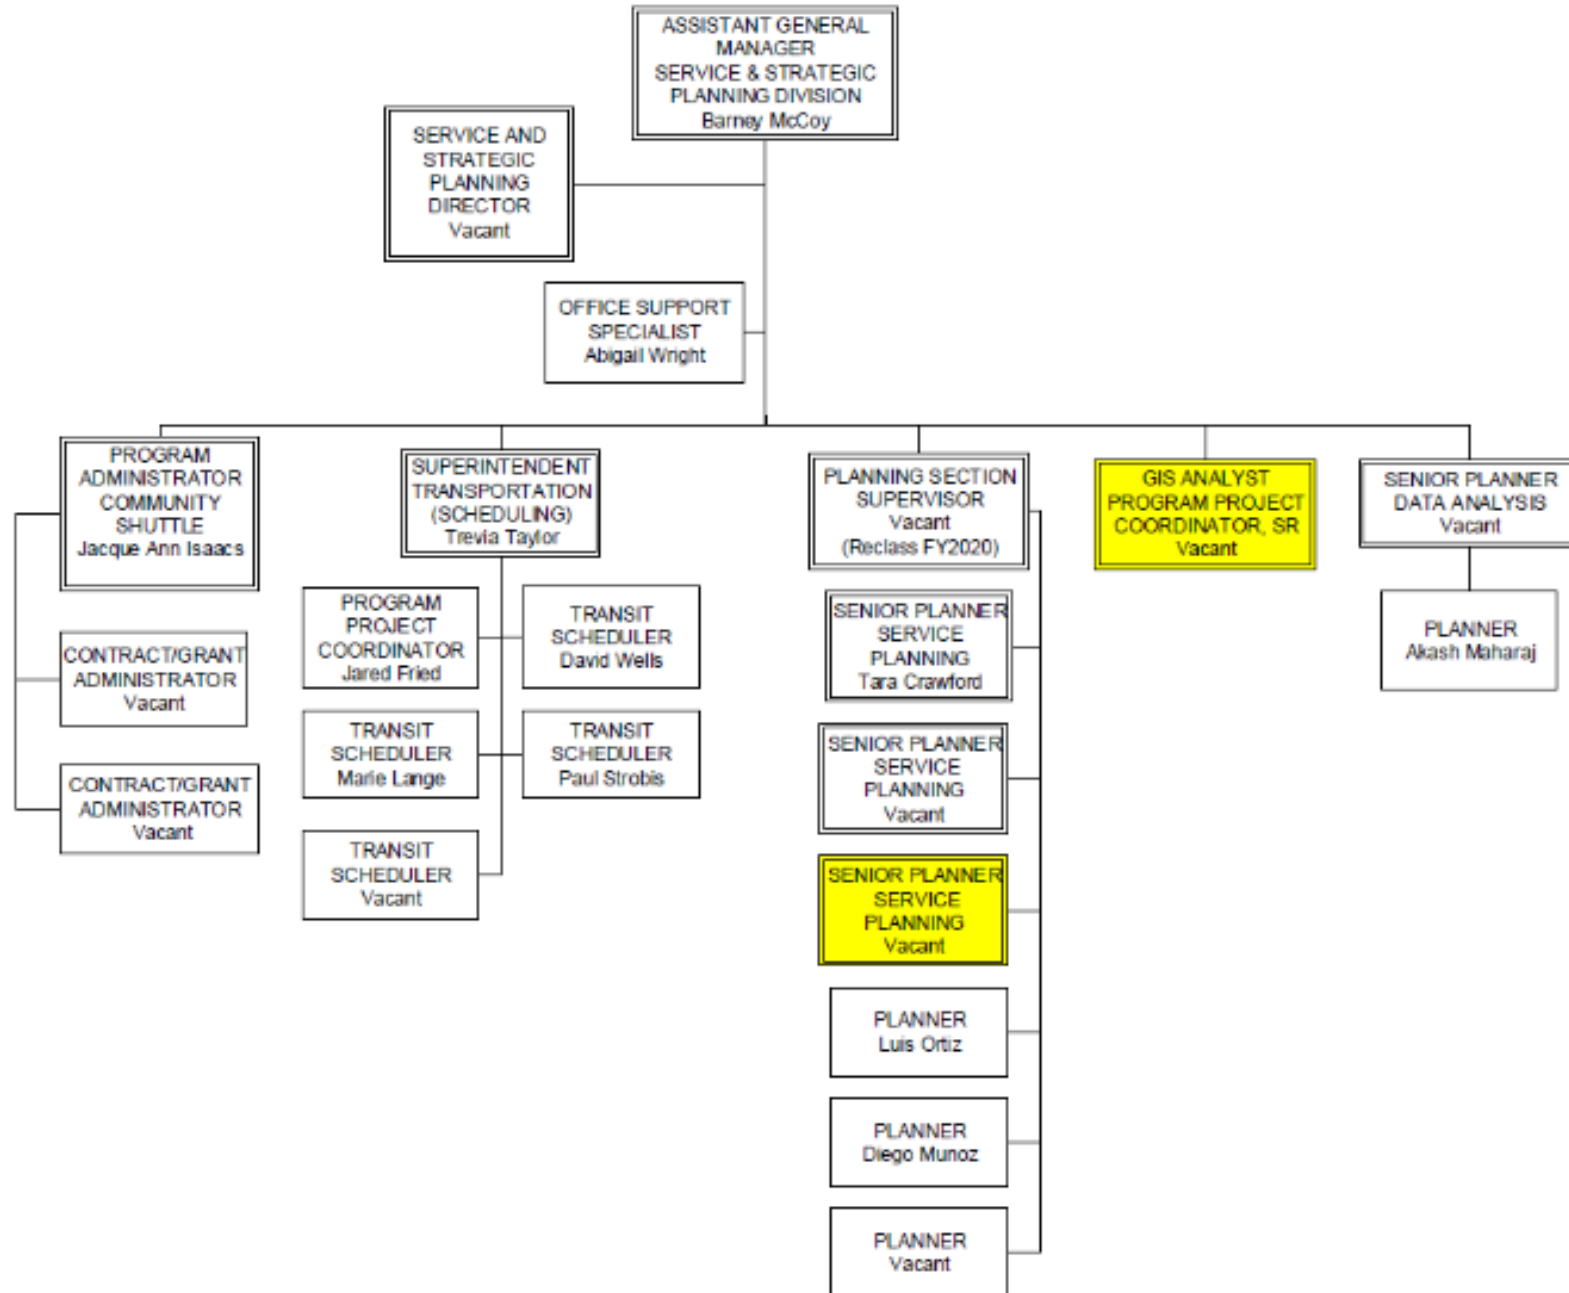 ASSISTANT GENERAL
MANAGER
SERVICE & STRATEGIC
PLANNING DIVISION
Barney McCoy
SERVICE AND
STRATEGIC
PLANNING
DIRECTOR
Vacant
OFFICE SUPPORT
SPECIALIST
Abigail Wright
PROGRAM
ADMINISTRATOR
COMMUNITY
SHUTTLE
Jacque Ann Isaacs
CONTRACT/GRANT
ADMINISTRATOR
Vacant
CONTRACT/GRANT
ADMINISTRATOR
Vacant
SUPERINTENDENT
TRANSPORTATION
(SCHEDULING)
Trevia Taylor
PROGRAM
PROJECT
COORDINATOR
Jared Fried
TRANSIT
SCHEDULER
David Wells
TRANSIT
SCHEDULER
Marie Lange
TRANSIT
SCHEDULER
Paul Strobis
TRANSIT
SCHEDULER
Vacant
PLANNING SECTION
SUPERVISOR
Vacant
(Reclass FY2020)
SENIOR PLANNER
SERVICE
PLANNING
Tara Crawford
SENIOR PLANNER
SERVICE
PLANNING
Vacant
SENIOR PLANNER
SERVICE
PLANNING
Vacant
PLANNER
Luis Ortiz
PLANNER
Diego Munoz
PLANNER
Vacant
GIS ANALYST
PROGRAM PROJECT
COORDINATOR, SR
Vacant
SENIOR PLANNER
DATA ANALYSIS
Vacant
PLANNER
Akash Maharaj